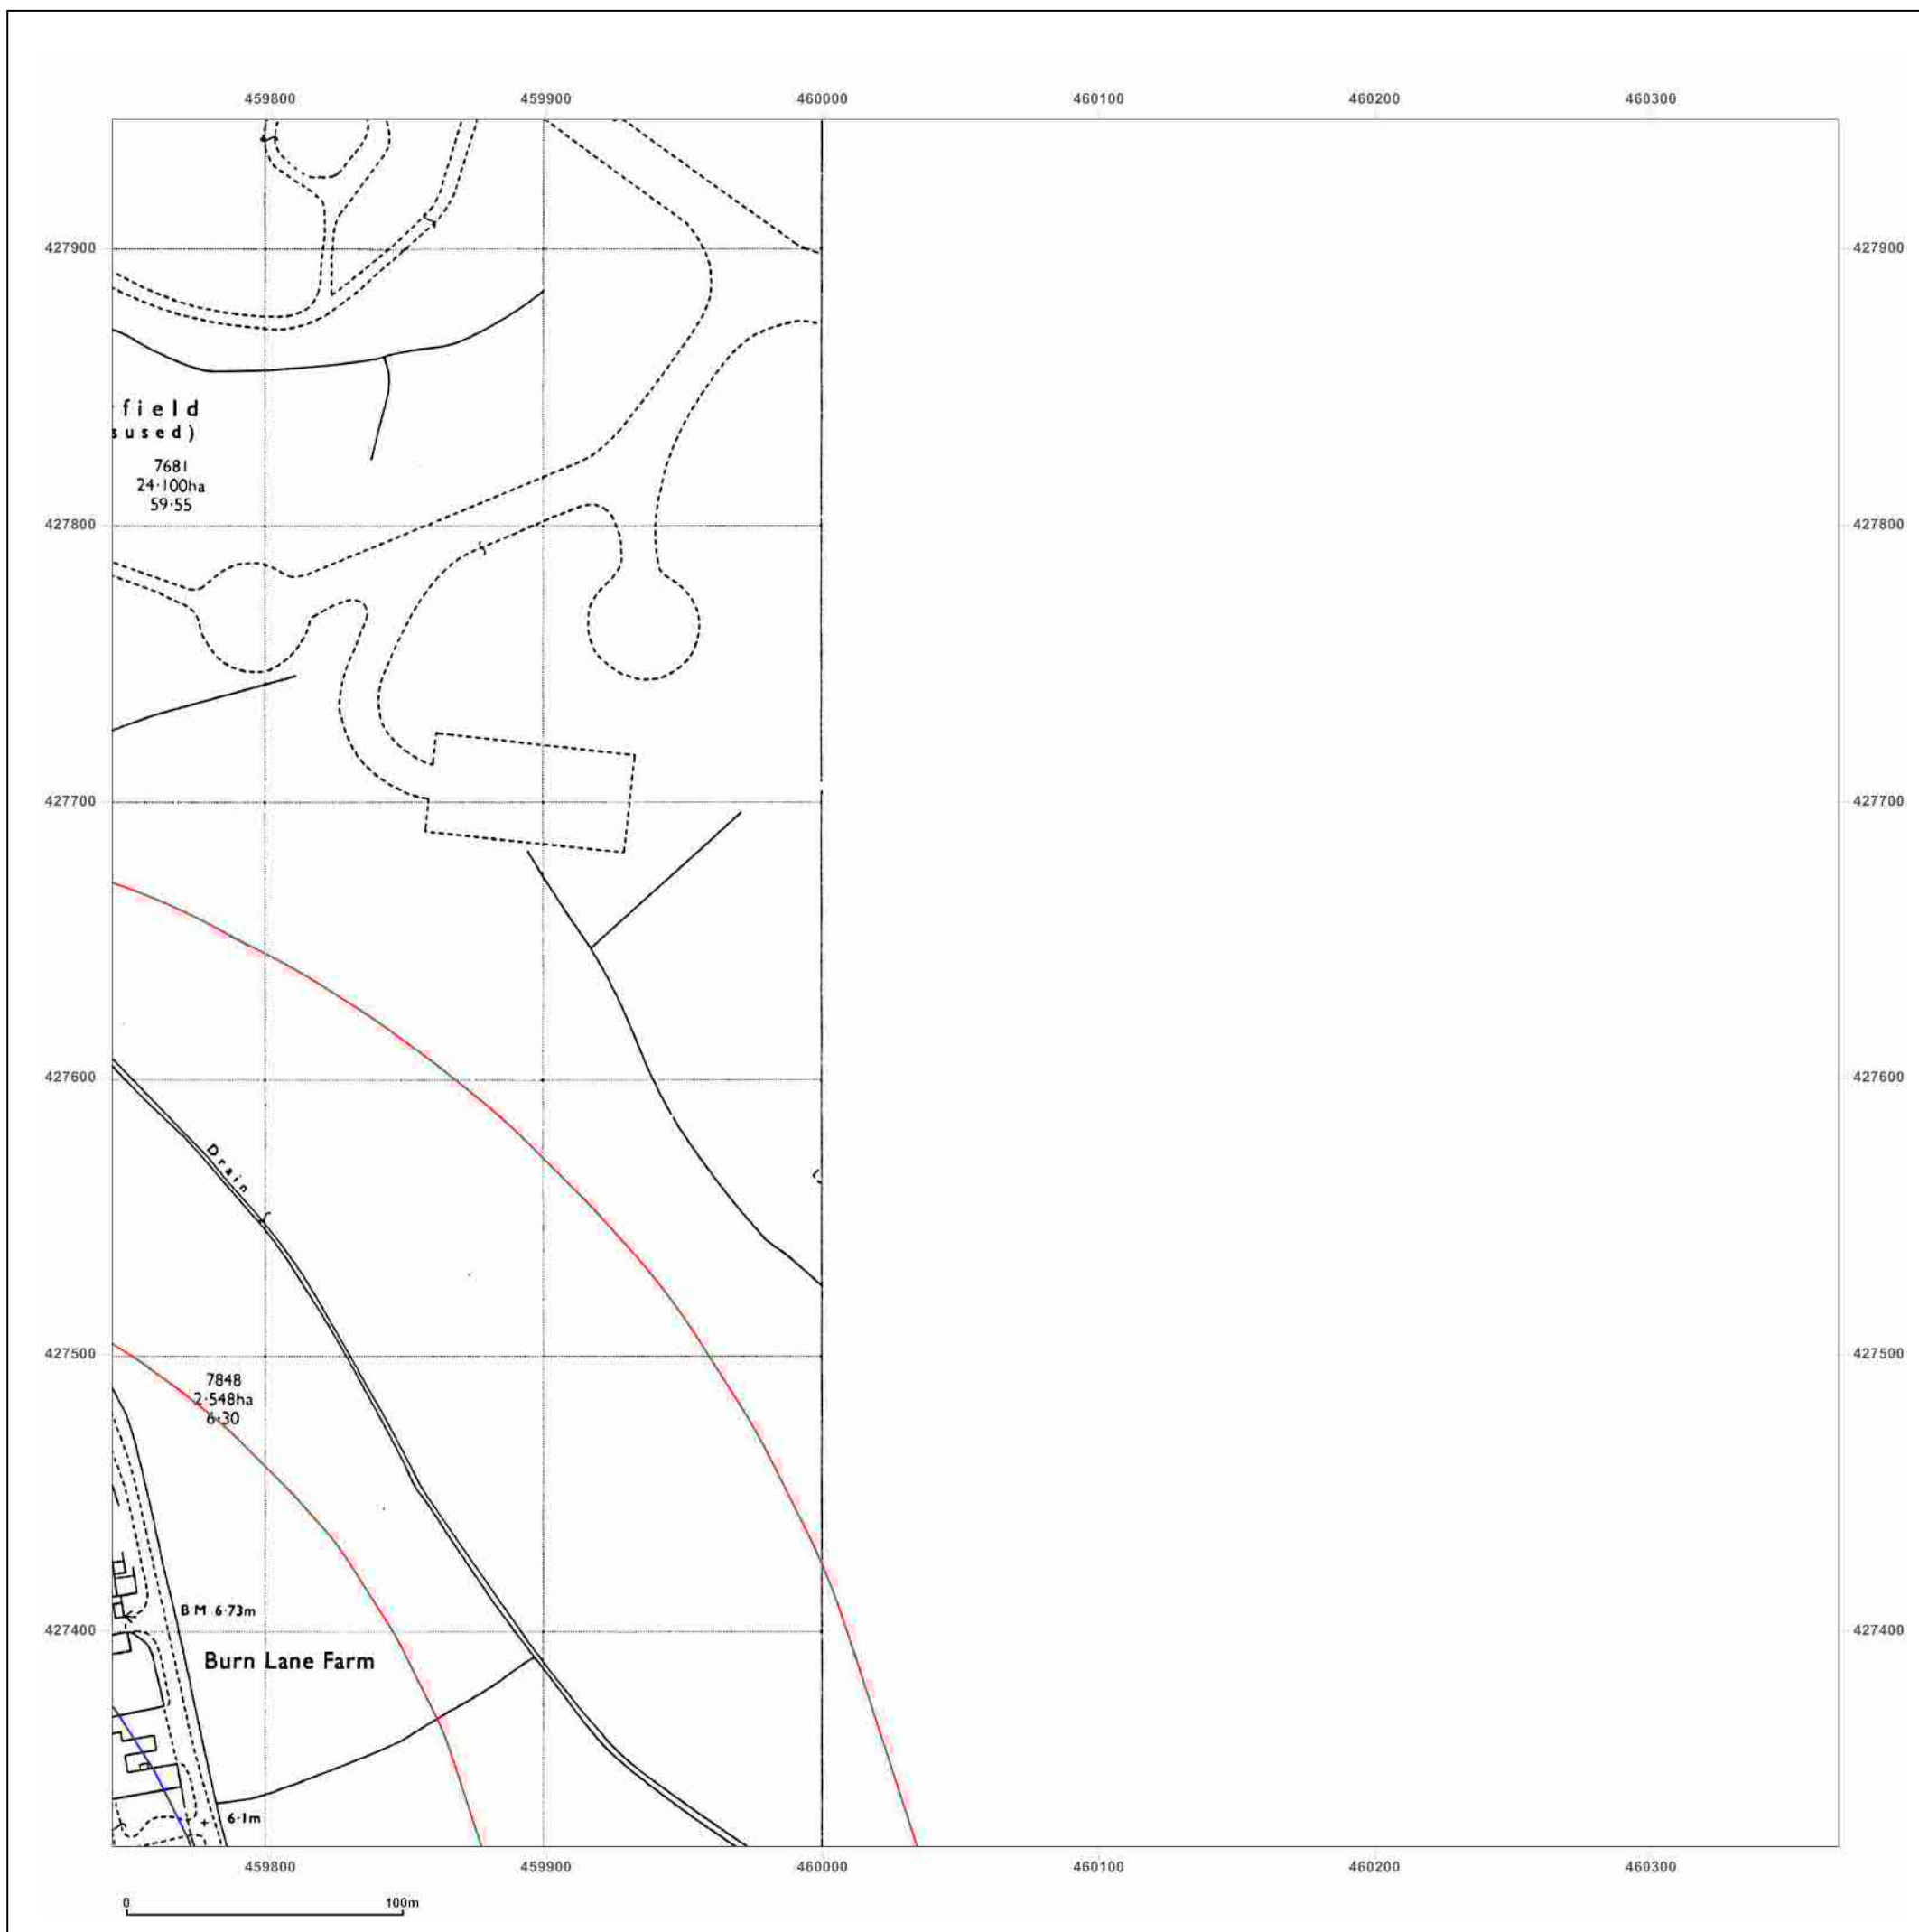 459800 459900 460000 460100 460200 460300
427900 427900
field
sused)
7681
24·100ha
59·55
427800 427800
427700 427700
427600 427600
Drain
427500 427500
7848
2·548ha
6·30
BM 6·73m
427400 427400
Burn Lane Farm
6·1m
459800 459900 460000 460100 460200 460300
0 100m